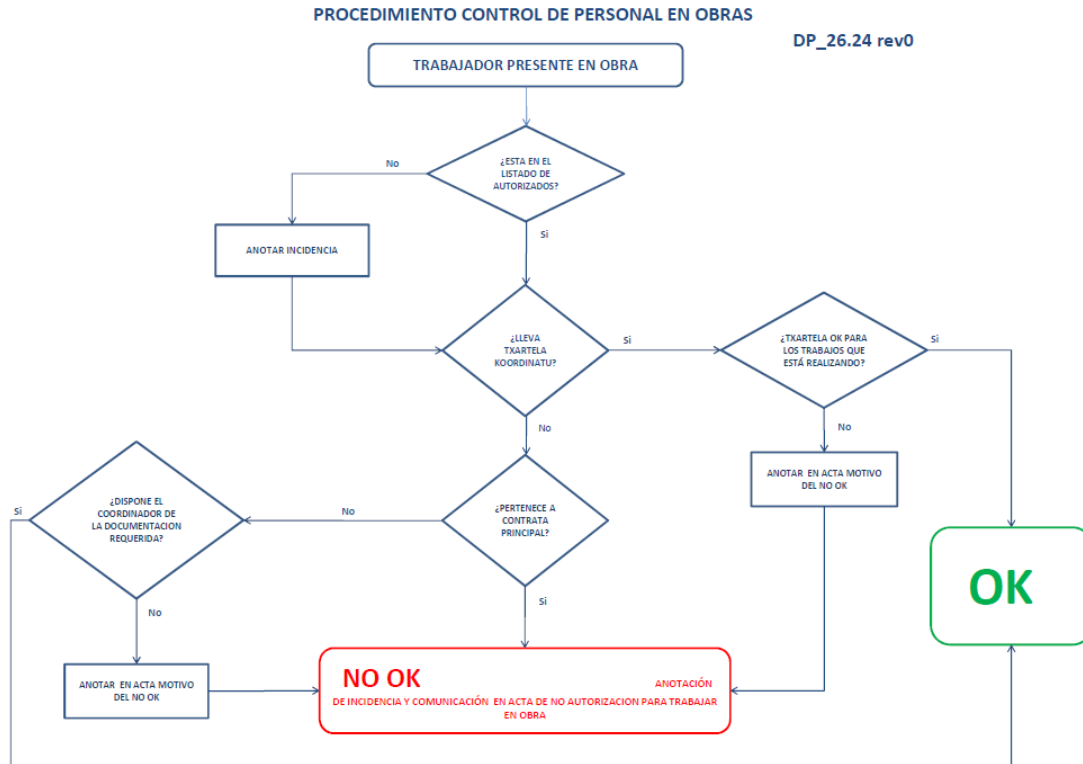 PROCEDIMIENTO CONTROL DE PERSONAL EN OBRAS
DP_26.24 rev0
TRABAJADOR PRESENTE EN OBRA
No
¿ESTA EN EL
LISTADO DE
AUTORIZADOS?
Si
ANOTAR INCIDENCIA
¿LLEVA
TXARTELA
KOORDINATU?
Si
¿TXARTELA OK PARA
LOS TRABAJOS QUE
ESTÁ REALIZANDO?
Si
No
No
ANOTAR EN ACTA MOTIVO
DEL NO OK
¿PERTENECE A
CONTRATA
PRINCIPAL?
No
Si
¿DISPONE EL
COORDINADOR DE
LA DOCUMENTACION
REQUERIDA?
Si
No
ANOTAR EN ACTA MOTIVO
DEL NO OK
NO OK ANOTACIÓN
DE INCIDENCIA Y COMUNICACIÓN EN ACTA DE NO AUTORIZACION PARA TRABAJAR
EN OBRA
OK